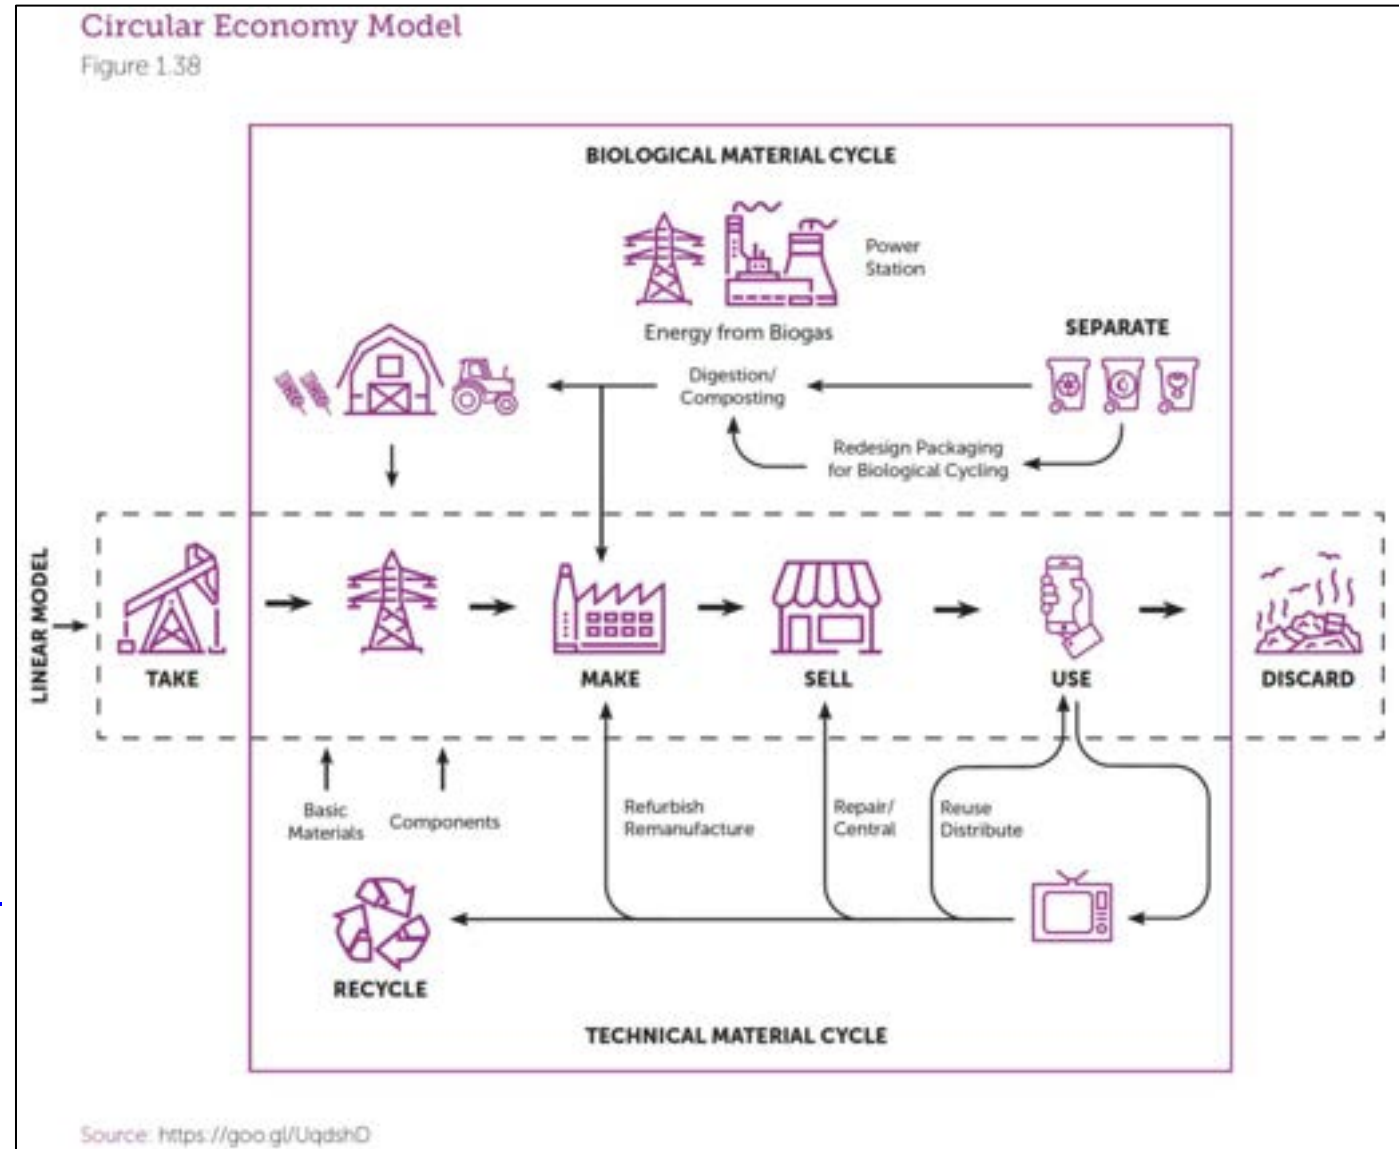 Circular Economy Model
Figure 1.38
BIOLOGICAL MATERIAL CYCLE
Power
Station
Energy from Biogas
SEPARATE
Digestion/
Composting
Redesign Packaging
for Biological Cycling
LINEAR MODEL
TAKE
MAKE
SELL
USE
DISCARD
Basic
Materials
Components
Refurbish
Remanufacture
Repair/
Central
Reuse
Distribute
RECYCLE
TECHNICAL MATERIAL CYCLE
Source: https://goo.gl/UqdshD